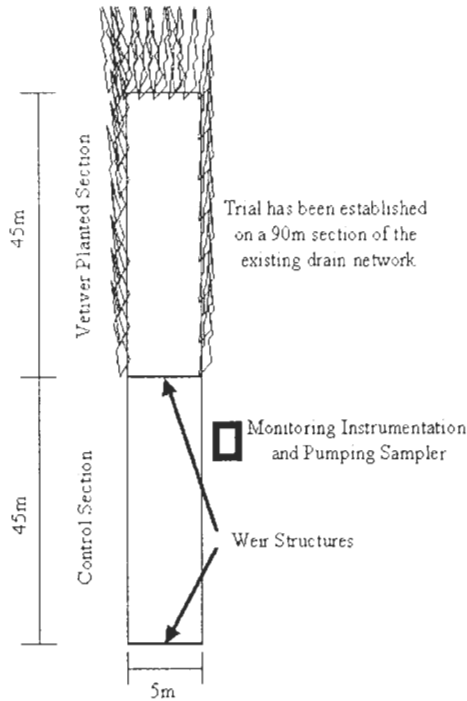 45m
Vetiver Planted Section
Trial has been established
on a 90m section of the
existing drain network
Monitoring Instrumentation
and Pumping Sampler
45m
Control Section
Weir Structures
5m